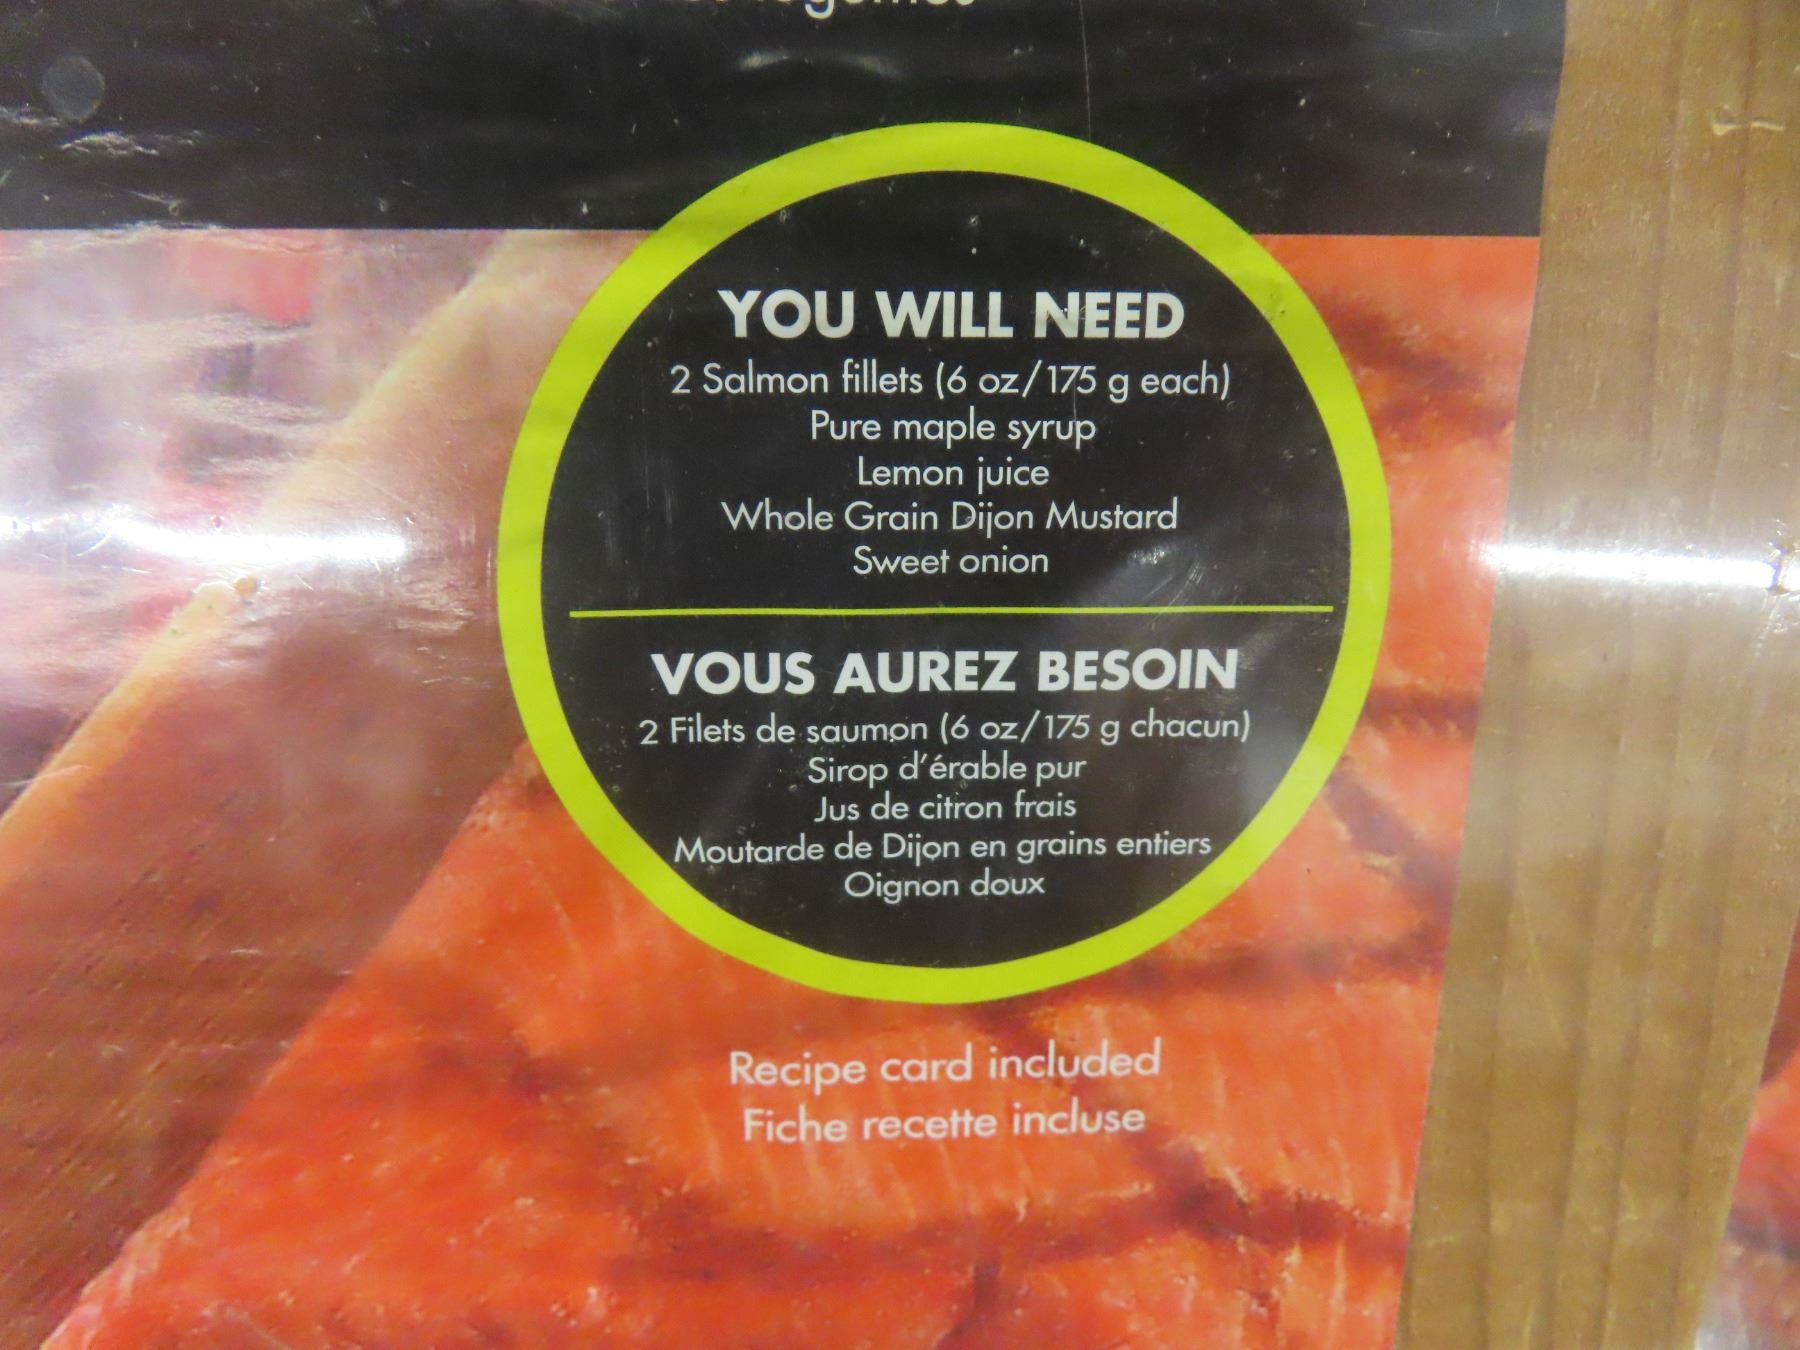 YOU WILL NEED
2 Salmon fillets (6 oz/175 g each)
Pure maple syrup
Lemon juice
Whole Grain Dijon Mustard
Sweet onion
VOUS AUREZ BESOIN
2 Filets de saumon (6 oz/175 g chacun)
Sirop d'érable pur
Jus de citron frais
Moutarde de Dijon en grains entiers
Oignon doux
Recipe card included
Fiche recette incluse